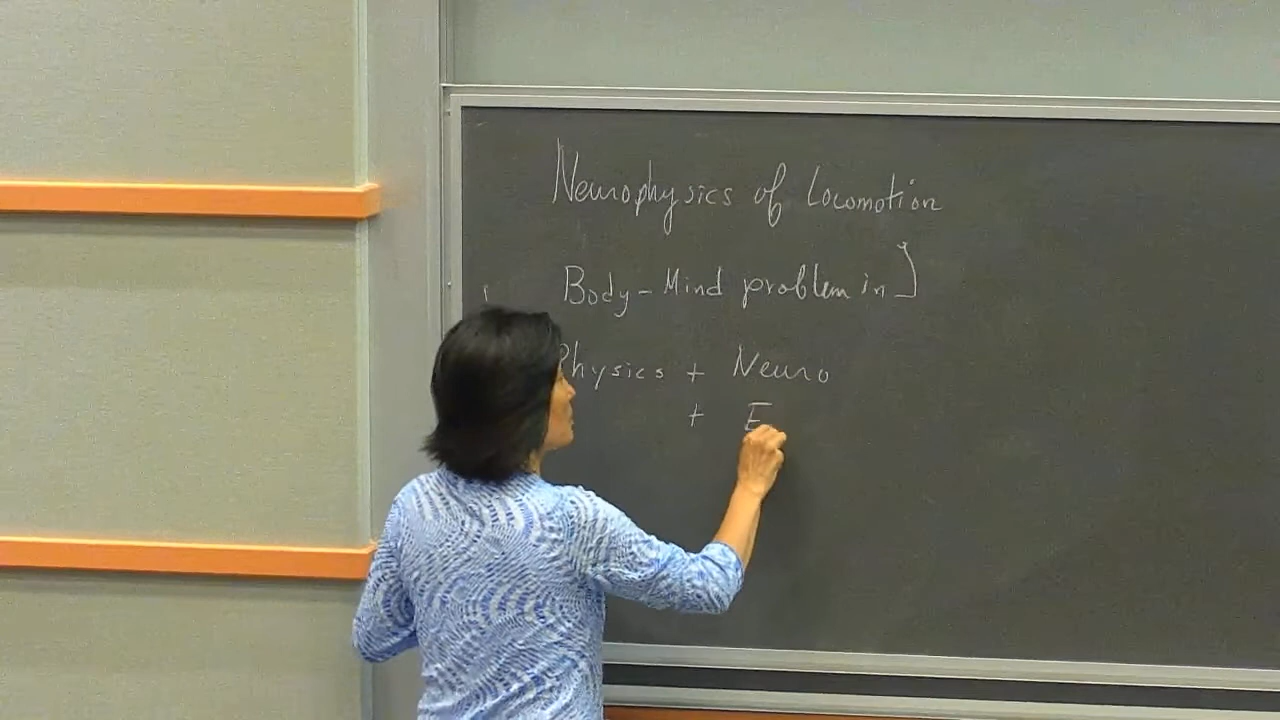 Neurophysics of Locomotion
Body-Mind problem in
Physics + Neuro
+ E